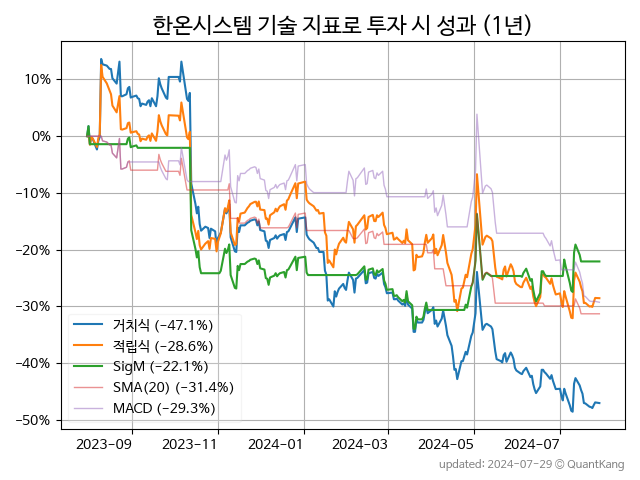 한온시스템 기술 지표로 투자 시 성과 (1년)
10%
0%
−10%
−20%
−30%
−40%
−50%
거치식 (−47.1%)
적립식 (−28.6%)
SigM (−22.1%)
SMA(20) (−31.4%)
MACD (−29.3%)
2023-09
2023-11
2024-01
2024-03
2024-05
2024-07
updated: 2024-07-29 © QuantKang